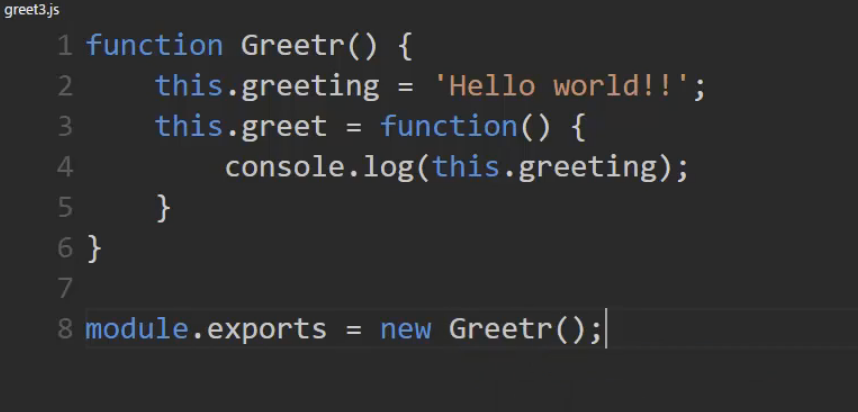 greet3.js
1 function Greetr() {
2     this.greeting = 'Hello world!!';
3     this.greet = function() {
4         console.log(this.greeting);
5     }
6 }
7
8 module.exports = new Greetr();